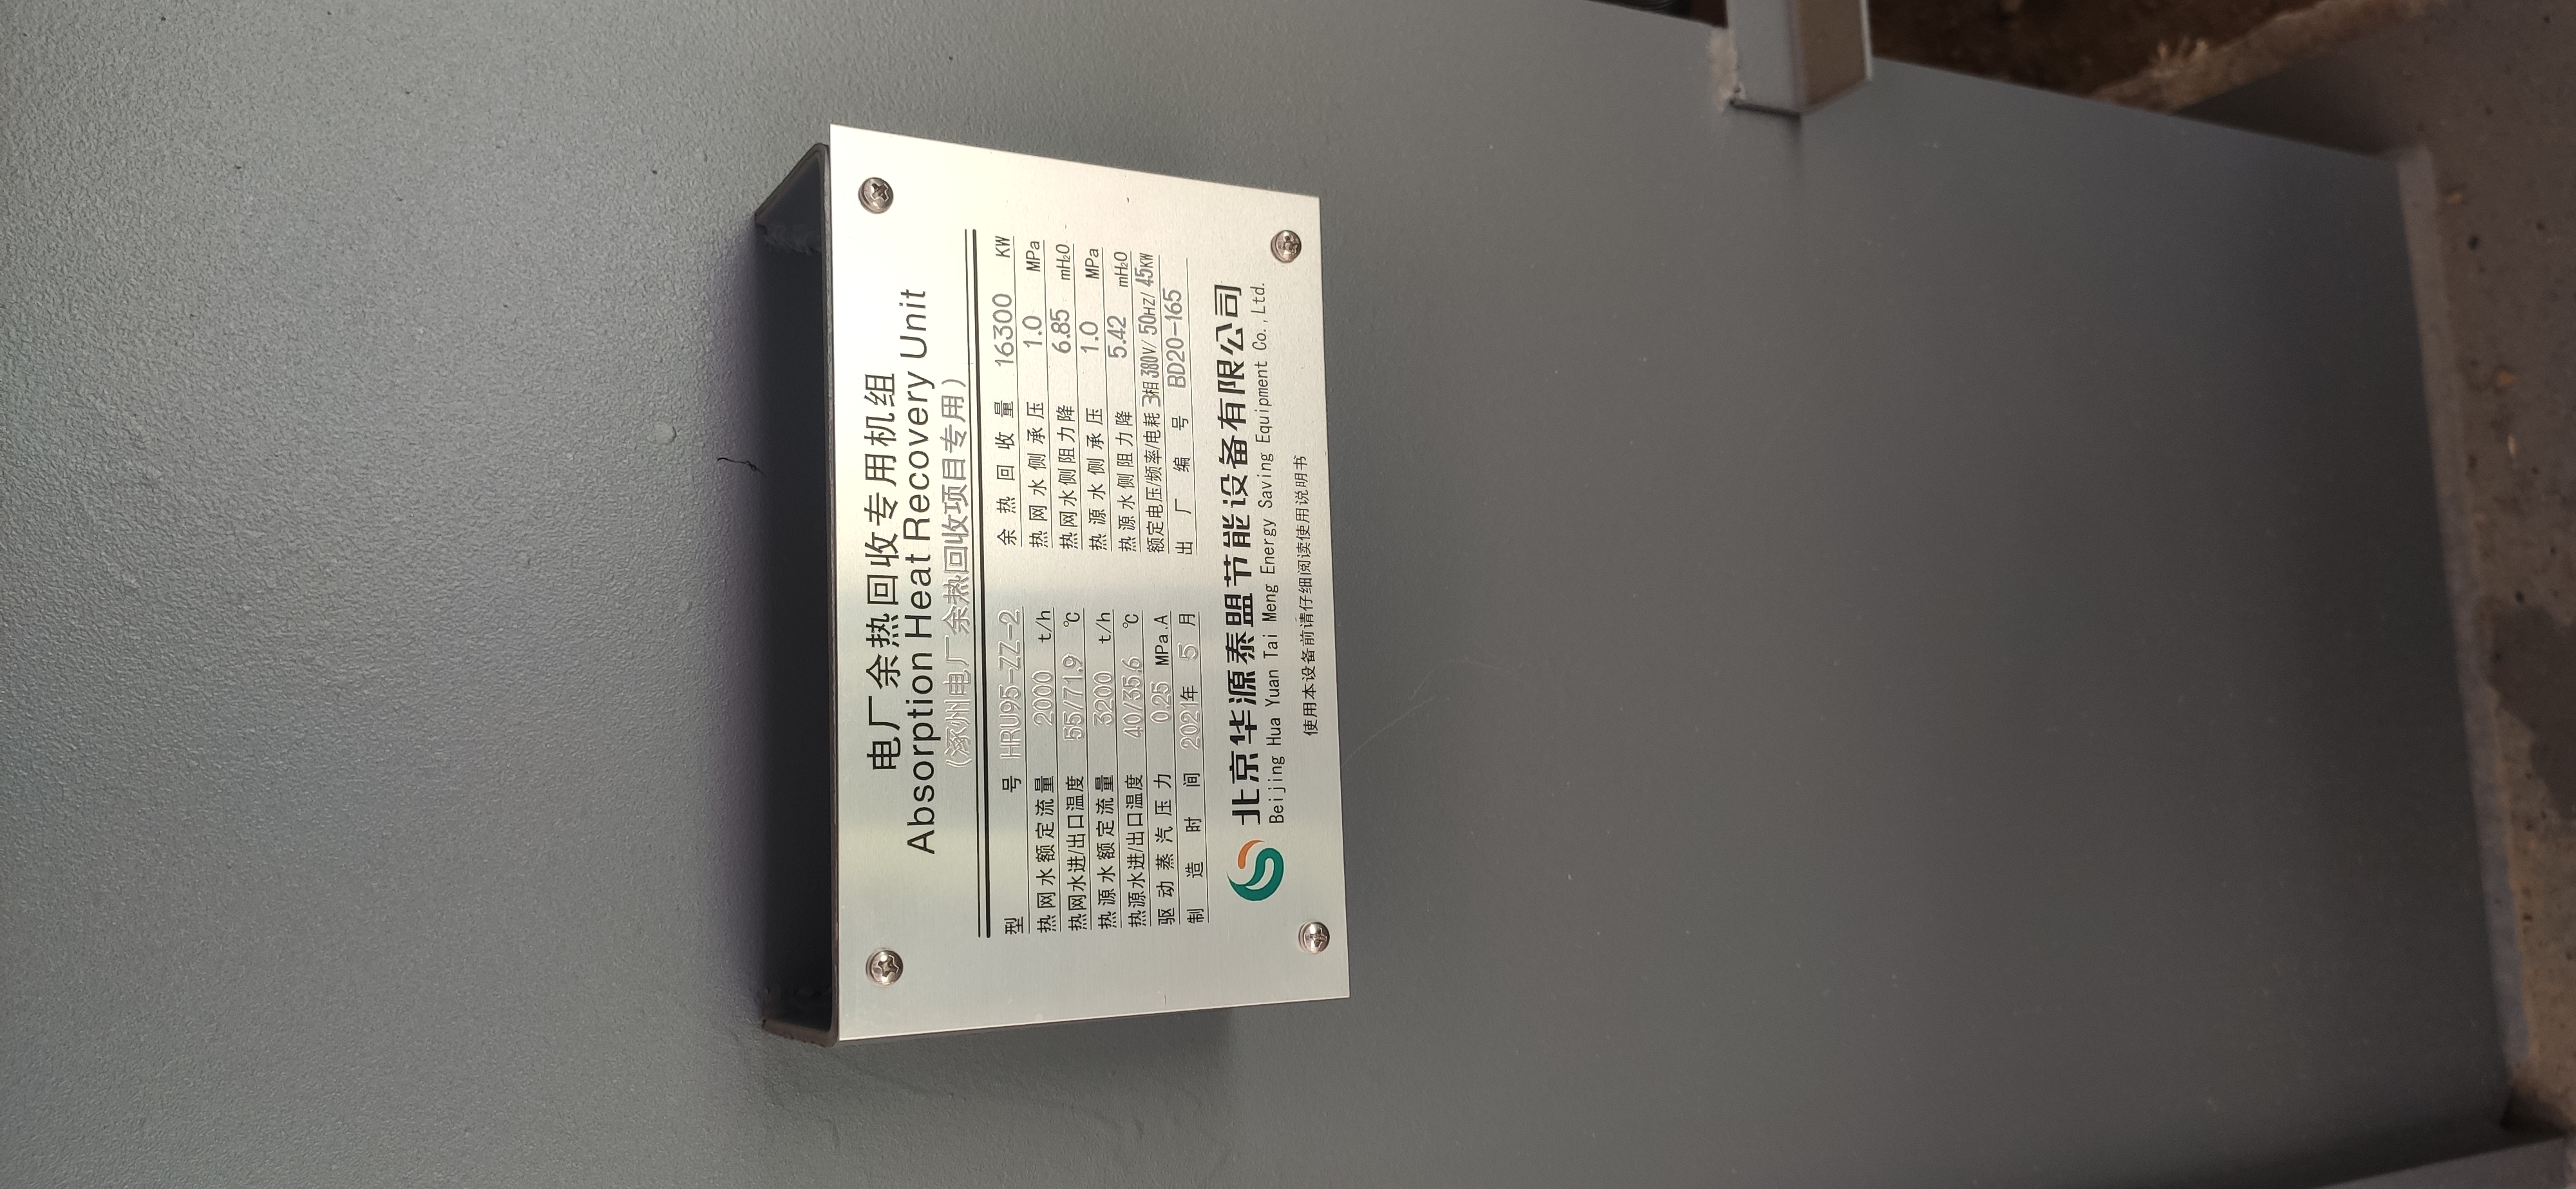 电厂余热回收专用机组
Absorption Heat Recovery Unit
(涿州电厂余热回收项目专用)
型 号 HRU95-ZZ-2
热网水额定流量 2000 t/h
热网水进/出口温度 55/71.9 ℃
热源水额定流量 3200 t/h
热源水进/出口温度 40/35.6 ℃
驱动蒸汽压力 0.25 MPa.A
制造时间 2021年 5 月
余热回收量 16300 KW
热网水侧承压 1.0 MPa
热网水侧阻力降 6.85 mH₂O
热源水侧承压 1.0 MPa
热源水侧阻力降 5.42 mH₂O
额定电压/频率/电耗 3相380V/50HZ/45KW
出厂编号 BD20-165
北京华源泰盟节能设备有限公司
Beijing Hua Yuan Tai Meng Energy Saving Equipment Co.,Ltd.
使用本设备前请仔细阅读使用说明书